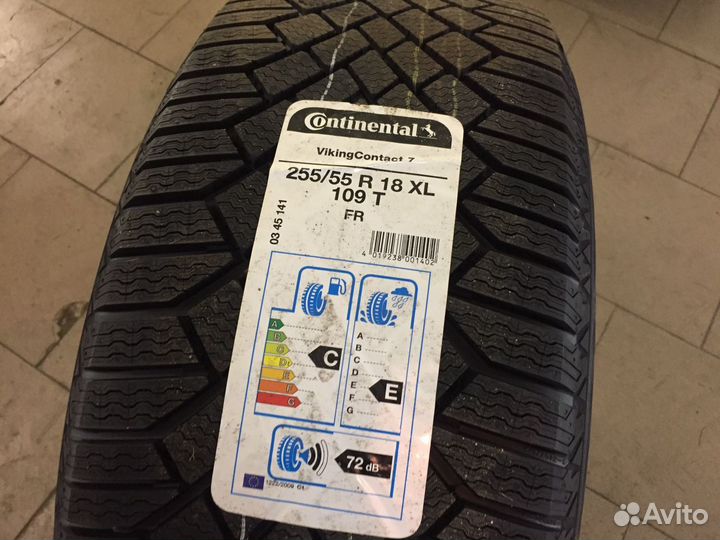 Continental
VikingContact 7
255/55 R 18 XL
109 T
FR
03 45 141
4 019238 001402
A
B
C
D
E
F
G
C
A
B
C
D
E
F
G
E
72 dB
1222/2009 C1
Avito